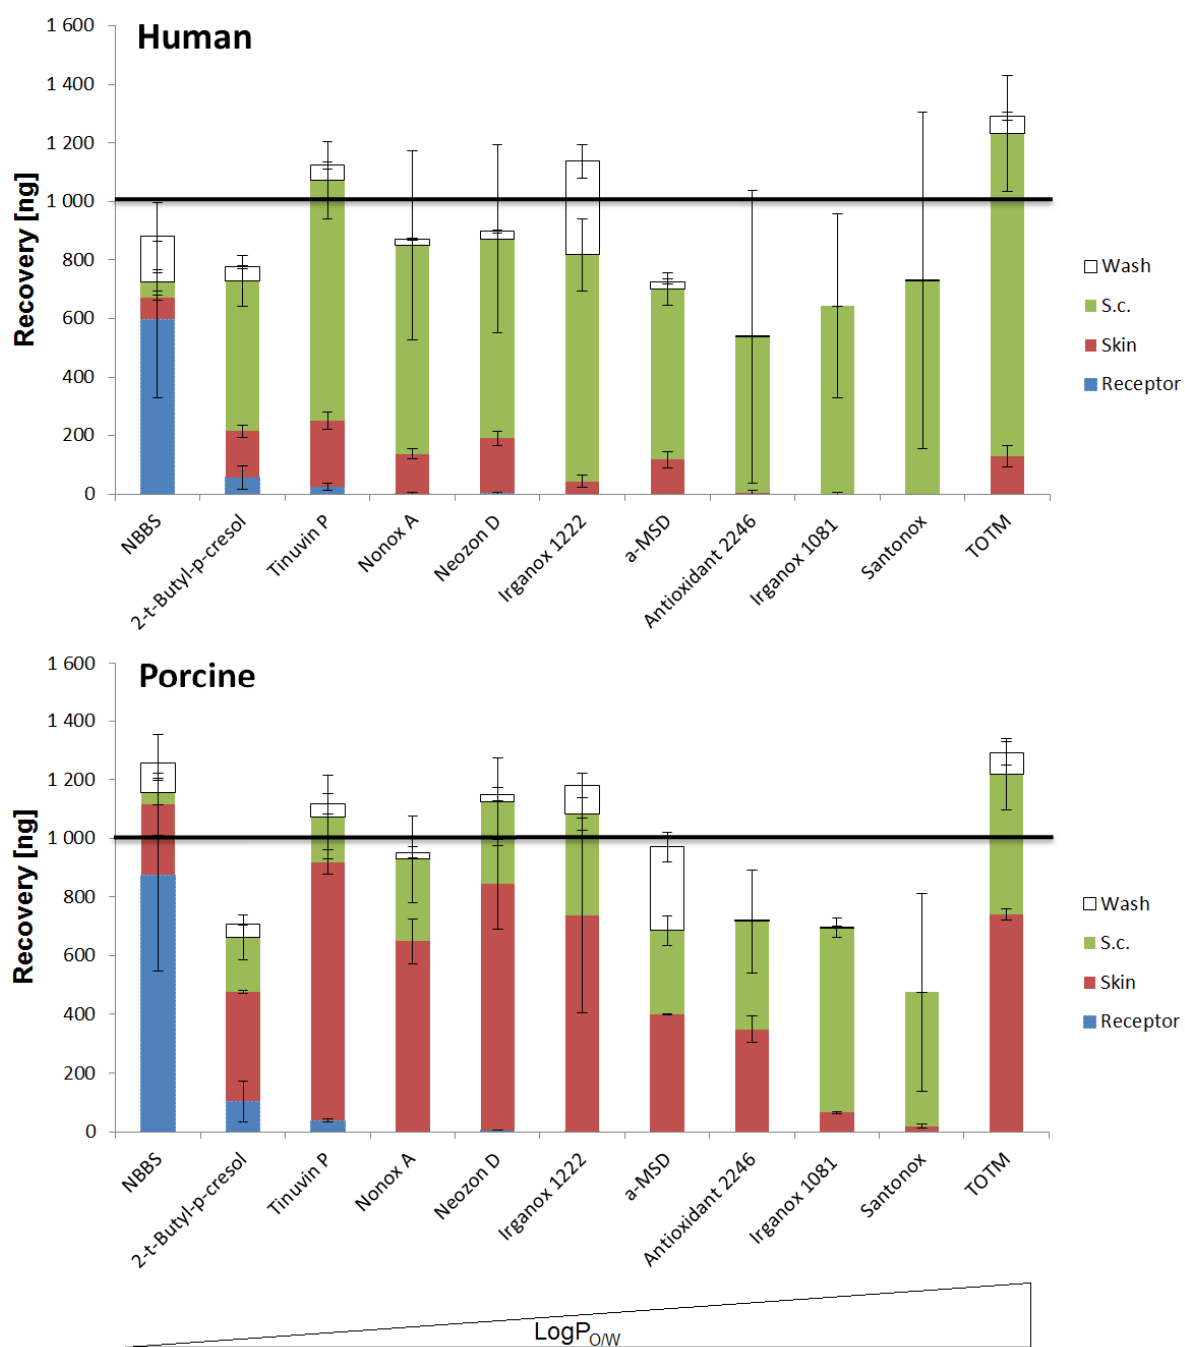 Human
Recovery [ng]
1 600
1 400
1 200
1 000
800
600
400
200
0
NBBS
2-t-Butyl-p-cresol
Tinuvin P
Nonox A
Neozon D
Irganox 1222
a-MSD
Antioxidant 2246
Irganox 1081
Santonox
TOTM
Wash
S.c.
Skin
Receptor
Porcine
Recovery [ng]
1 600
1 400
1 200
1 000
800
600
400
200
0
NBBS
2-t-Butyl-p-cresol
Tinuvin P
Nonox A
Neozon D
Irganox 1222
a-MSD
Antioxidant 2246
Irganox 1081
Santonox
TOTM
Wash
S.c.
Skin
Receptor
LogPO/W